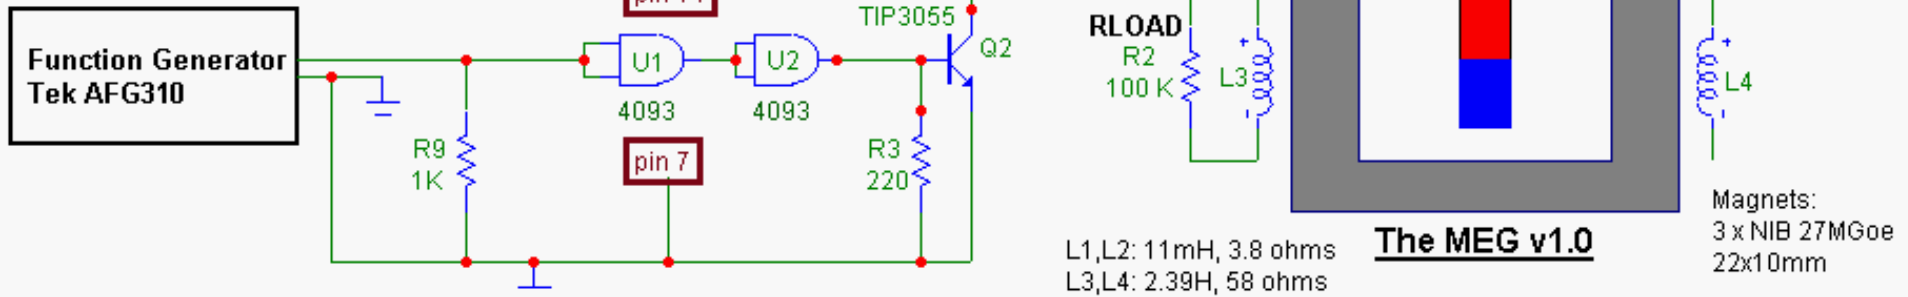 TIP3055
Q2
Function Generator
Tek AFG310
U1
4093
U2
4093
R9
1K
pin 7
R3
220
RLOAD
R2
100 K
L3
L4
L1,L2: 11mH, 3.8 ohms
L3,L4: 2.39H, 58 ohms
The MEG v1.0
Magnets:
3 x NIB 27MGoe
22x10mm